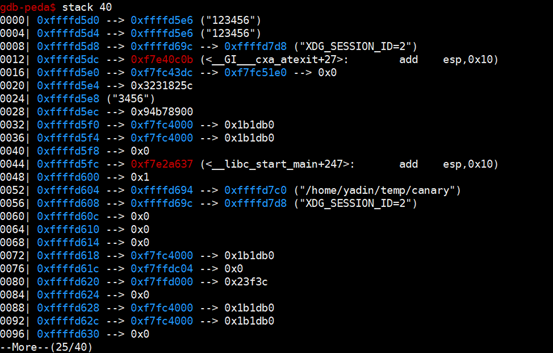 gdb-peda$ stack 40
0000| 0xffffd5d0 --> 0xffffd5e6 ("123456")
0004| 0xffffd5d4 --> 0xffffd5e6 ("123456")
0008| 0xffffd5d8 --> 0xffffd69c --> 0xffffd7d8 ("XDG_SESSION_ID=2")
0012| 0xffffd5dc --> 0xf7e40c0b (<__GI___cxa_atexit+27>: add esp,0x10)
0016| 0xffffd5e0 --> 0xf7fc43dc --> 0xf7fc51e0 --> 0x0
0020| 0xffffd5e4 --> 0x3231825c
0024| 0xffffd5e8 ("3456")
0028| 0xffffd5ec --> 0x94b78900
0032| 0xffffd5f0 --> 0xf7fc4000 --> 0x1b1db0
0036| 0xffffd5f4 --> 0xf7fc4000 --> 0x1b1db0
0040| 0xffffd5f8 --> 0x0
0044| 0xffffd5fc --> 0xf7e2a637 (<__libc_start_main+247>: add esp,0x10)
0048| 0xffffd600 --> 0x1
0052| 0xffffd604 --> 0xffffd694 --> 0xffffd7c0 ("/home/yadin/temp/canary")
0056| 0xffffd608 --> 0xffffd69c --> 0xffffd7d8 ("XDG_SESSION_ID=2")
0060| 0xffffd60c --> 0x0
0064| 0xffffd610 --> 0x0
0068| 0xffffd614 --> 0x0
0072| 0xffffd618 --> 0xf7fc4000 --> 0x1b1db0
0076| 0xffffd61c --> 0xf7ffdc04 --> 0x0
0080| 0xffffd620 --> 0xf7ffd000 --> 0x23f3c
0084| 0xffffd624 --> 0x0
0088| 0xffffd628 --> 0xf7fc4000 --> 0x1b1db0
0092| 0xffffd62c --> 0xf7fc4000 --> 0x1b1db0
0096| 0xffffd630 --> 0x0
--More--(25/40)